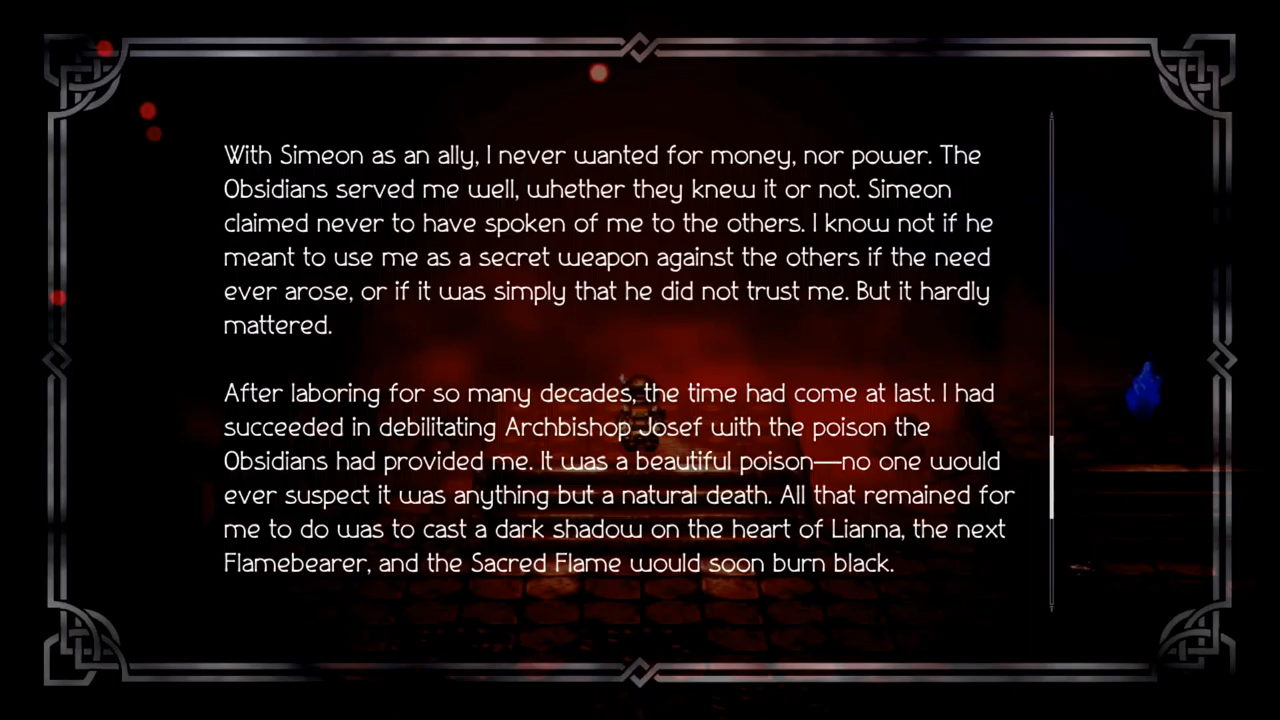 With Simeon as an ally, I never wanted for money, nor power. The
Obsidians served me well, whether they knew it or not. Simeon
claimed never to have spoken of me to the others. I know not if he
meant to use me as a secret weapon against the others if the need
ever arose, or if it was simply that he did not trust me. But it hardly
mattered.
After laboring for so many decades, the time had come at last. I had
succeeded in debilitating Archbishop Josef with the poison the
Obsidians had provided me. It was a beautiful poison—no one would
ever suspect it was anything but a natural death. All that remained for
me to do was to cast a dark shadow on the heart of Lianna, the next
Flamebearer, and the Sacred Flame would soon burn black.